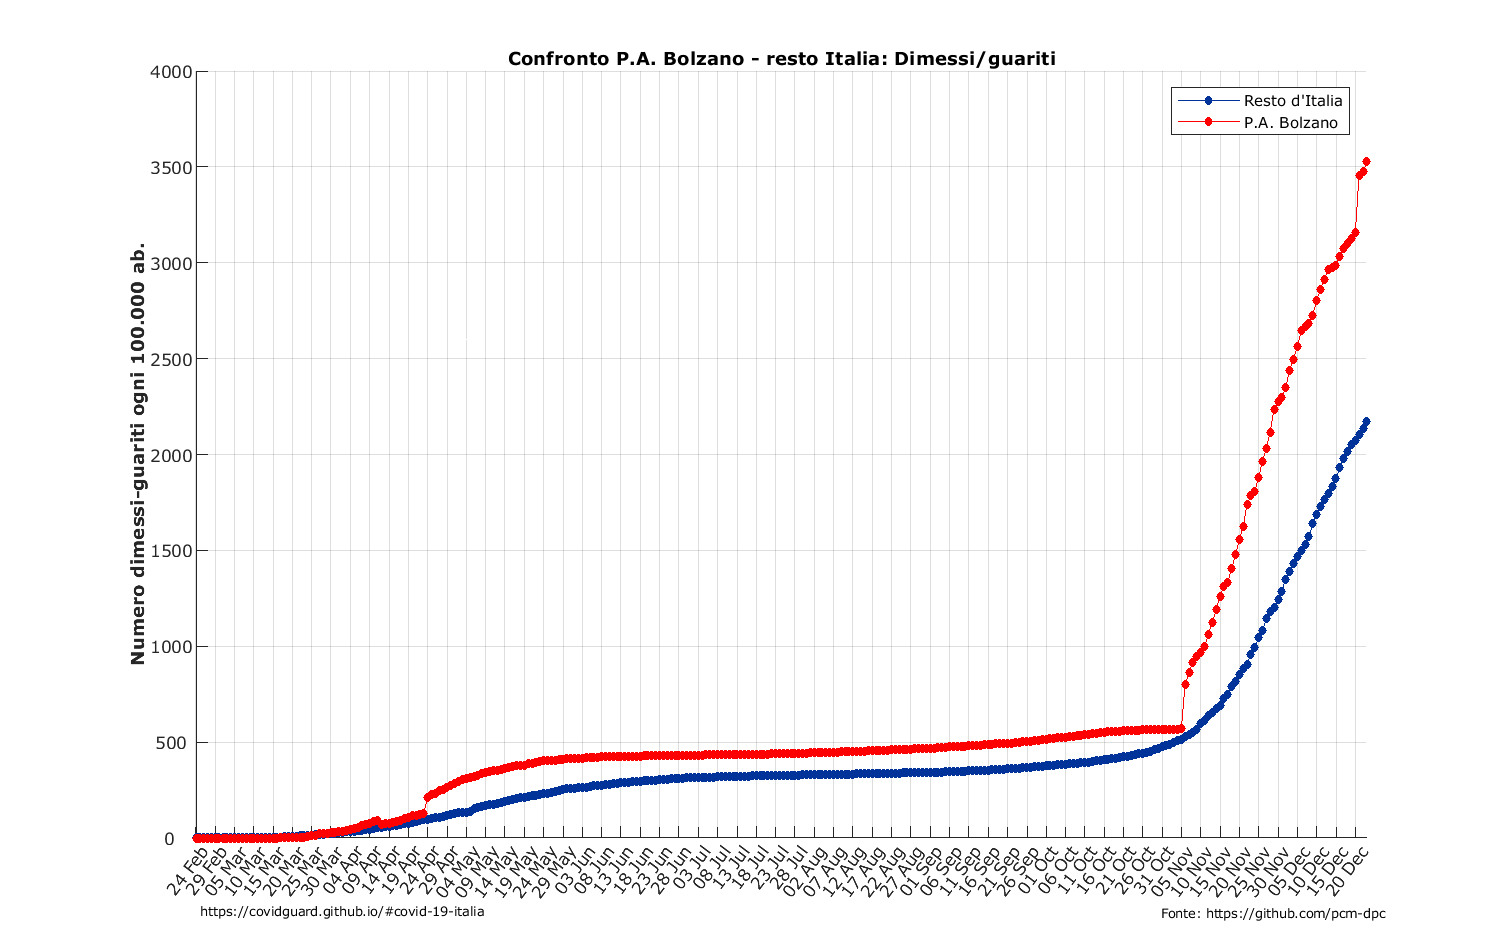 Confronto P.A. Bolzano - resto Italia: Dimessi/guariti
Resto d'Italia
P.A. Bolzano
Numero dimessi-guariti ogni 100.000 ab.
4000
3500
3000
2500
2000
1500
1000
500
0
24 Feb
29 Feb
05 Mar
10 Mar
15 Mar
20 Mar
25 Mar
30 Mar
04 Apr
09 Apr
14 Apr
19 Apr
24 Apr
29 Apr
04 May
09 May
14 May
19 May
24 May
29 May
03 Jun
08 Jun
13 Jun
18 Jun
23 Jun
28 Jun
03 Jul
08 Jul
13 Jul
18 Jul
23 Jul
28 Jul
02 Aug
07 Aug
12 Aug
17 Aug
22 Aug
27 Aug
01 Sep
06 Sep
11 Sep
16 Sep
21 Sep
26 Sep
01 Oct
06 Oct
11 Oct
16 Oct
21 Oct
26 Oct
31 Oct
05 Nov
10 Nov
15 Nov
20 Nov
25 Nov
30 Nov
05 Dec
10 Dec
15 Dec
20 Dec
https://covidguard.github.io/#covid-19-italia
Fonte: https://github.com/pcm-dpc